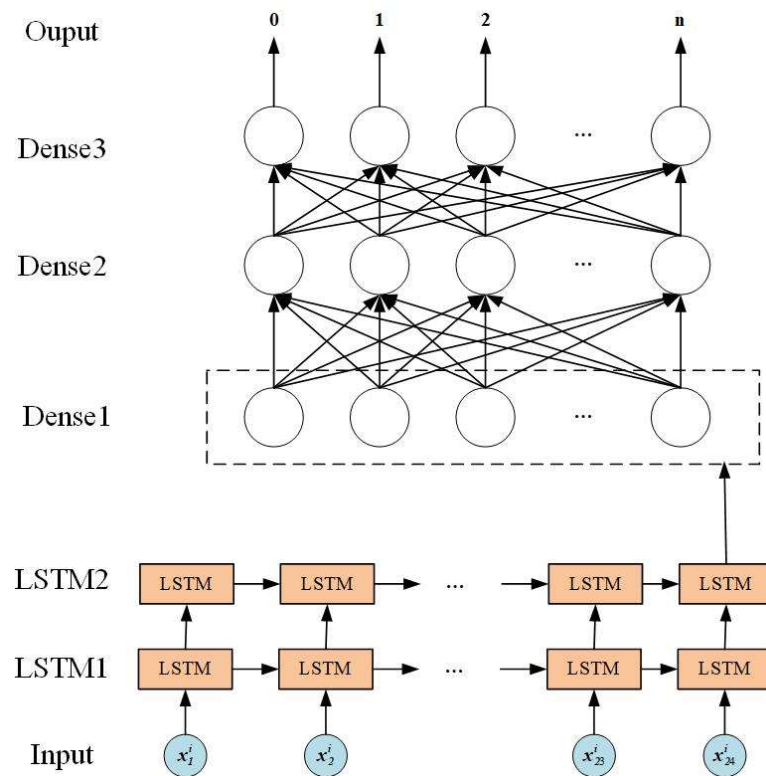 Ouput 0 1 2 n
Dense3 ...
Dense2 ...
Dense1 ...
LSTM2 LSTM LSTM ... LSTM LSTM
LSTM1 LSTM LSTM ... LSTM LSTM
Input x₁ⁱ x₂ⁱ x₂₃ⁱ x₂₄ⁱ